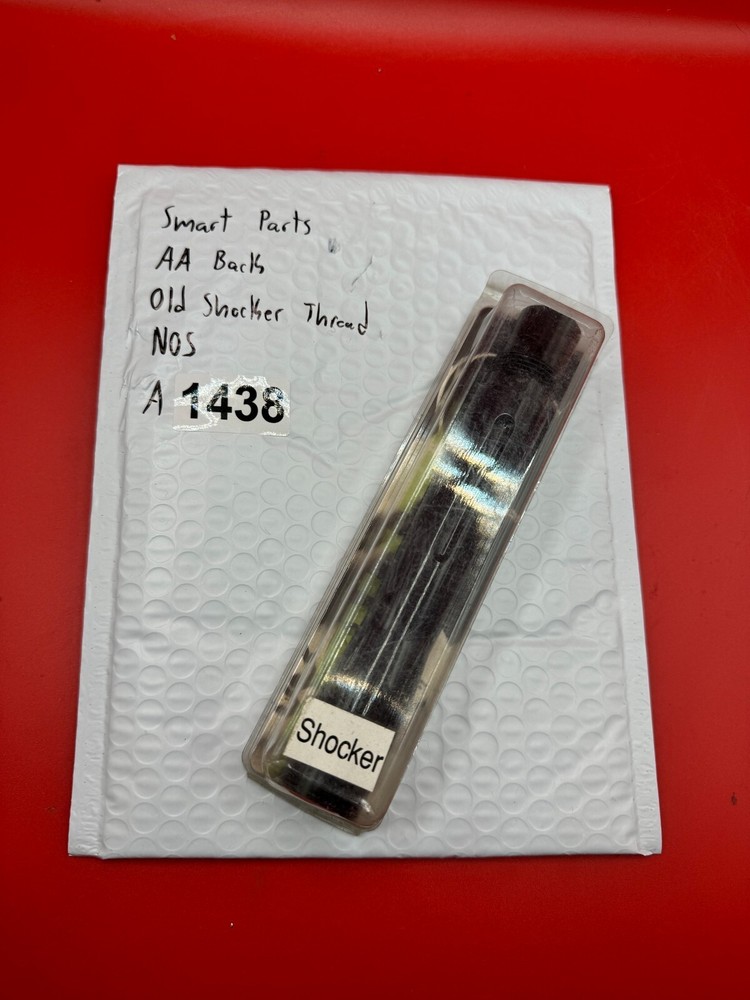 Smart Parts
AA Back
Old Shocker Thread
NOS
A 1438
Shocker